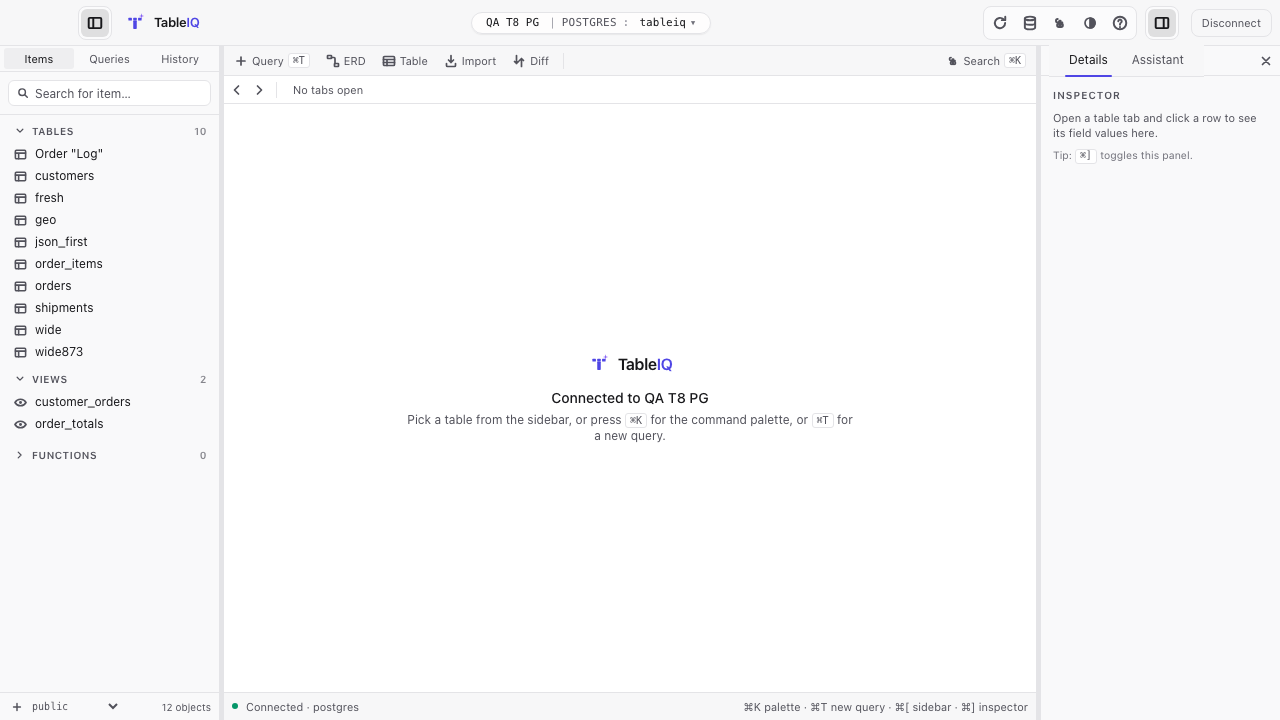 TableIQ
QA T8 PG | POSTGRES : tableiq ▾
Disconnect
Items Queries History
Search for item...
TABLES 10
Order "Log"
customers
fresh
geo
json_first
order_items
orders
shipments
wide
wide873
VIEWS 2
customer_orders
order_totals
FUNCTIONS 0
+ public
12 objects
+ Query ⌘T ERD Table Import Diff
Search ⌘K
No tabs open
TableIQ
Connected to QA T8 PG
Pick a table from the sidebar, or press ⌘K for the command palette, or ⌘T for
a new query.
Connected · postgres
⌘K palette · ⌘T new query · ⌘[ sidebar · ⌘] inspector
Details Assistant
INSPECTOR
Open a table tab and click a row to see
its field values here.
Tip: ⌘] toggles this panel.